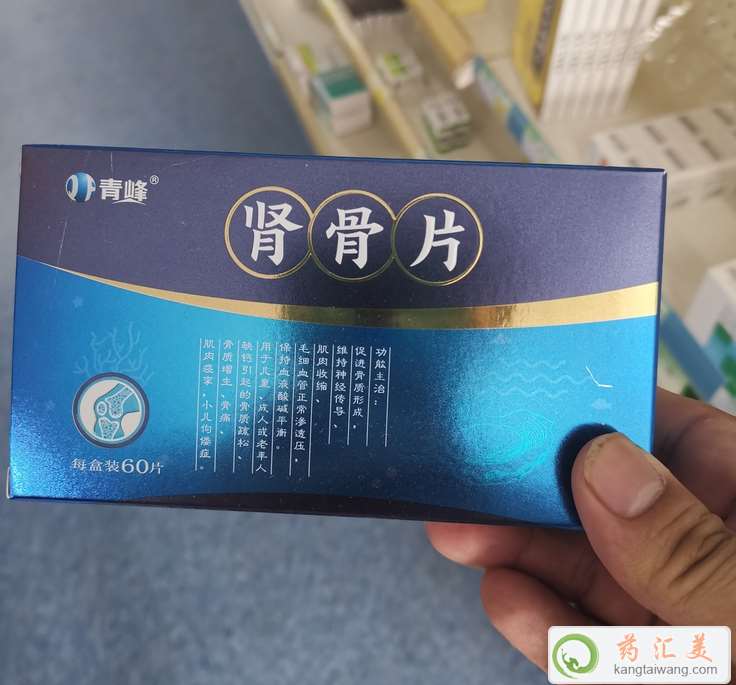 青峰®
肾骨片
功能主治：
促进骨质形成，
维持神经传导、
肌肉收缩、
毛细血管正常渗透压，
保持血液酸碱平衡。
用于儿童、成人或老年人
缺钙引起的骨质疏松、
骨质增生、骨痛、
肌肉痉挛，小儿佝偻症。
每盒装60片
药汇美
kangtaiwang.com